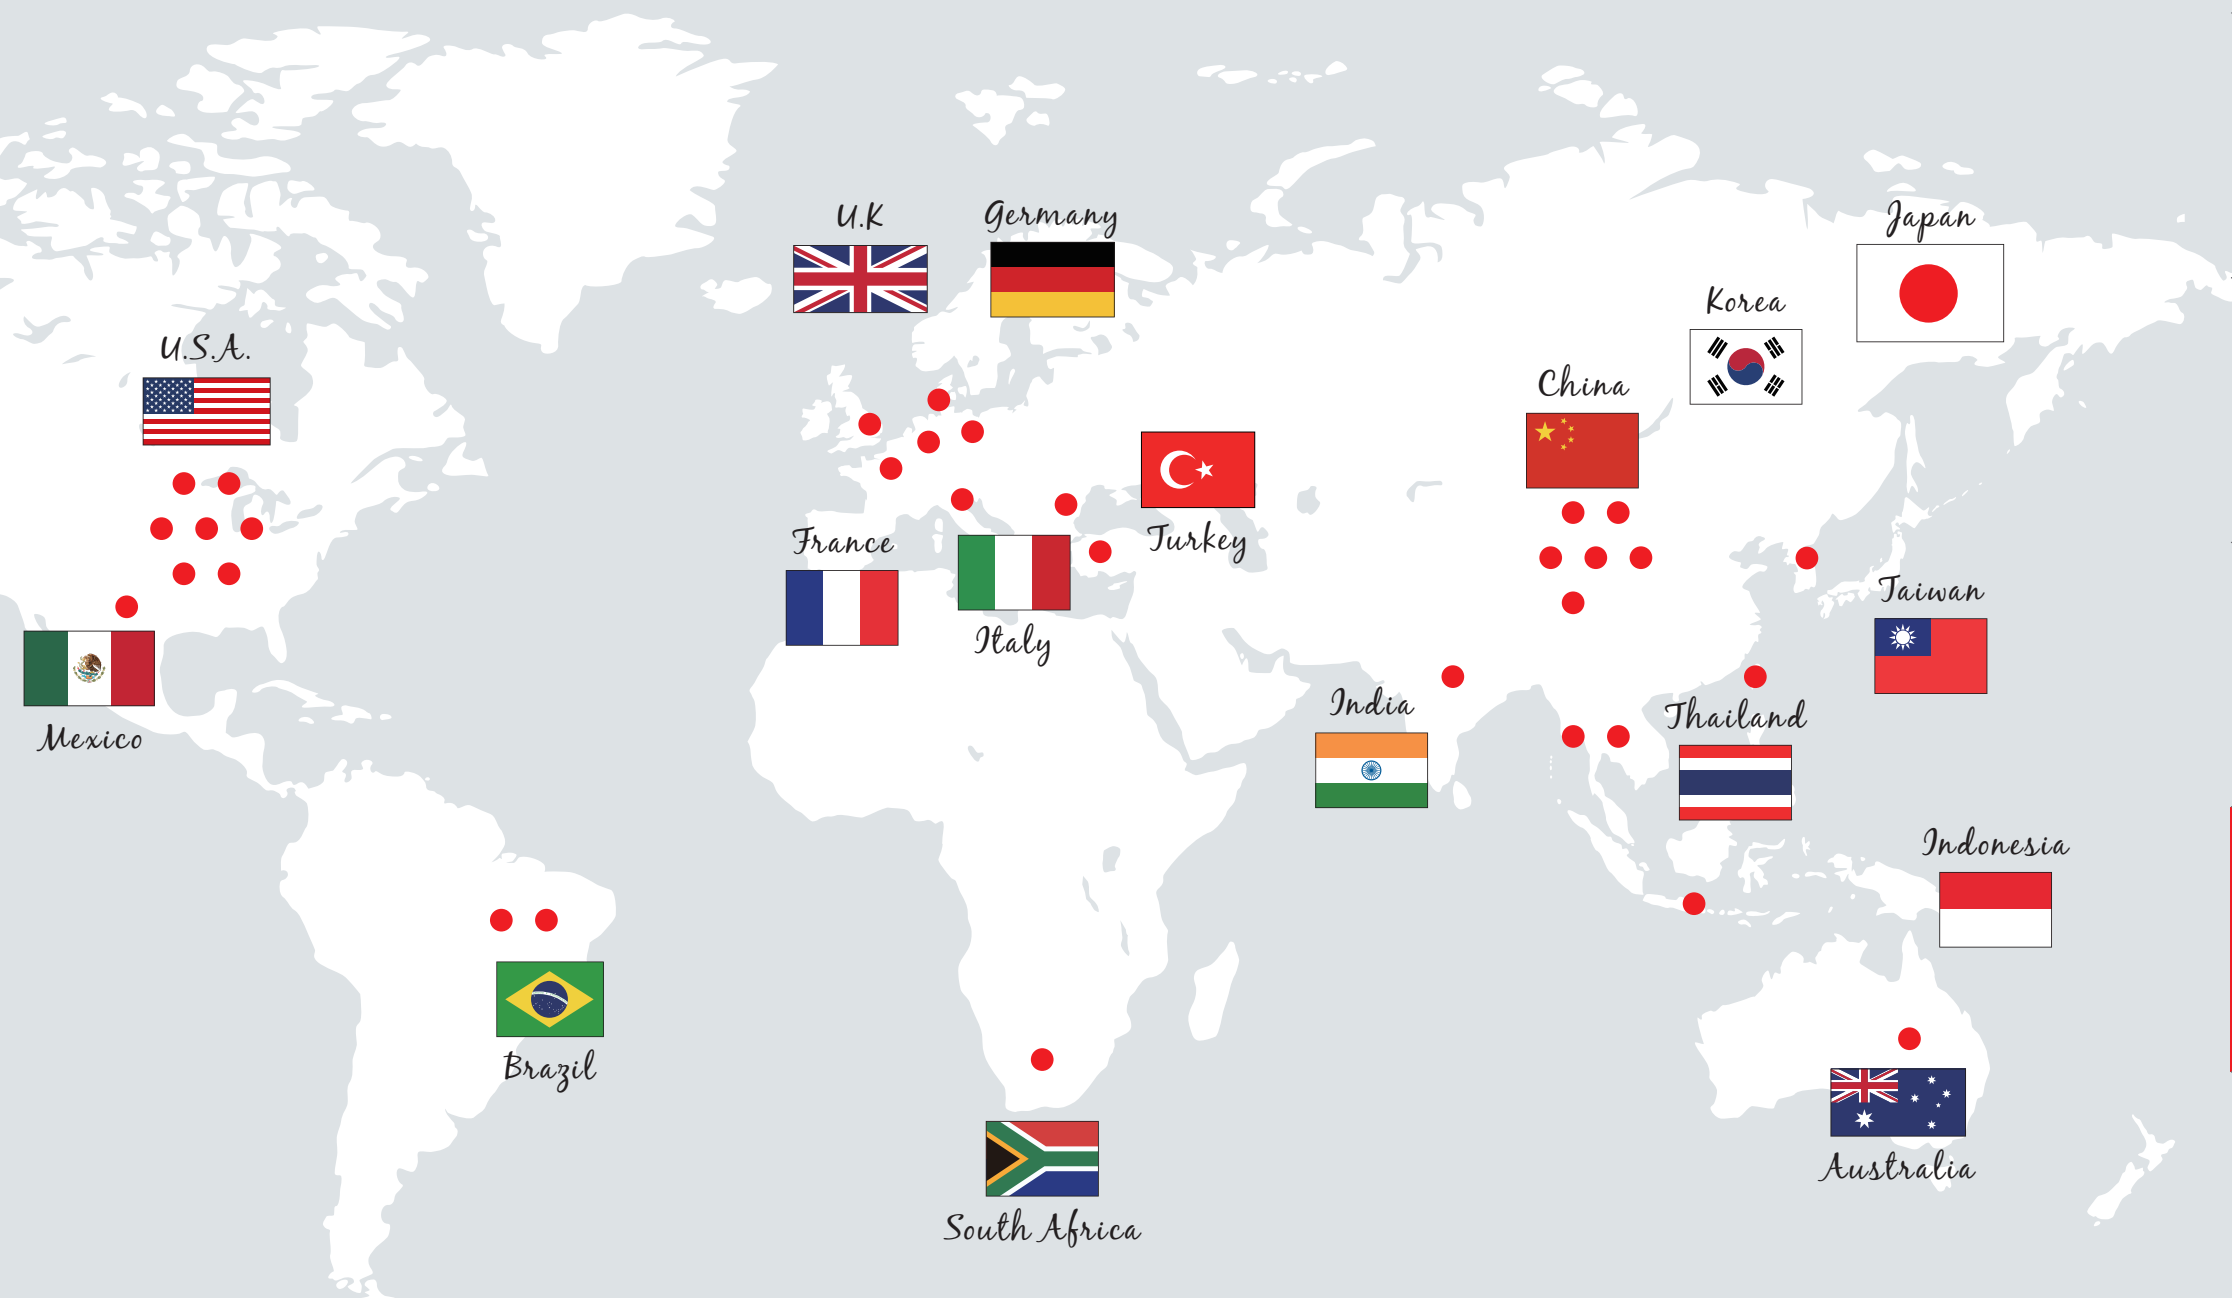 U.K
Germany
Japan
Korea
U.S.A.
China
France
Turkey
Taiwan
Italy
India
Thailand
Mexico
Indonesia
Brazil
Australia
South Africa